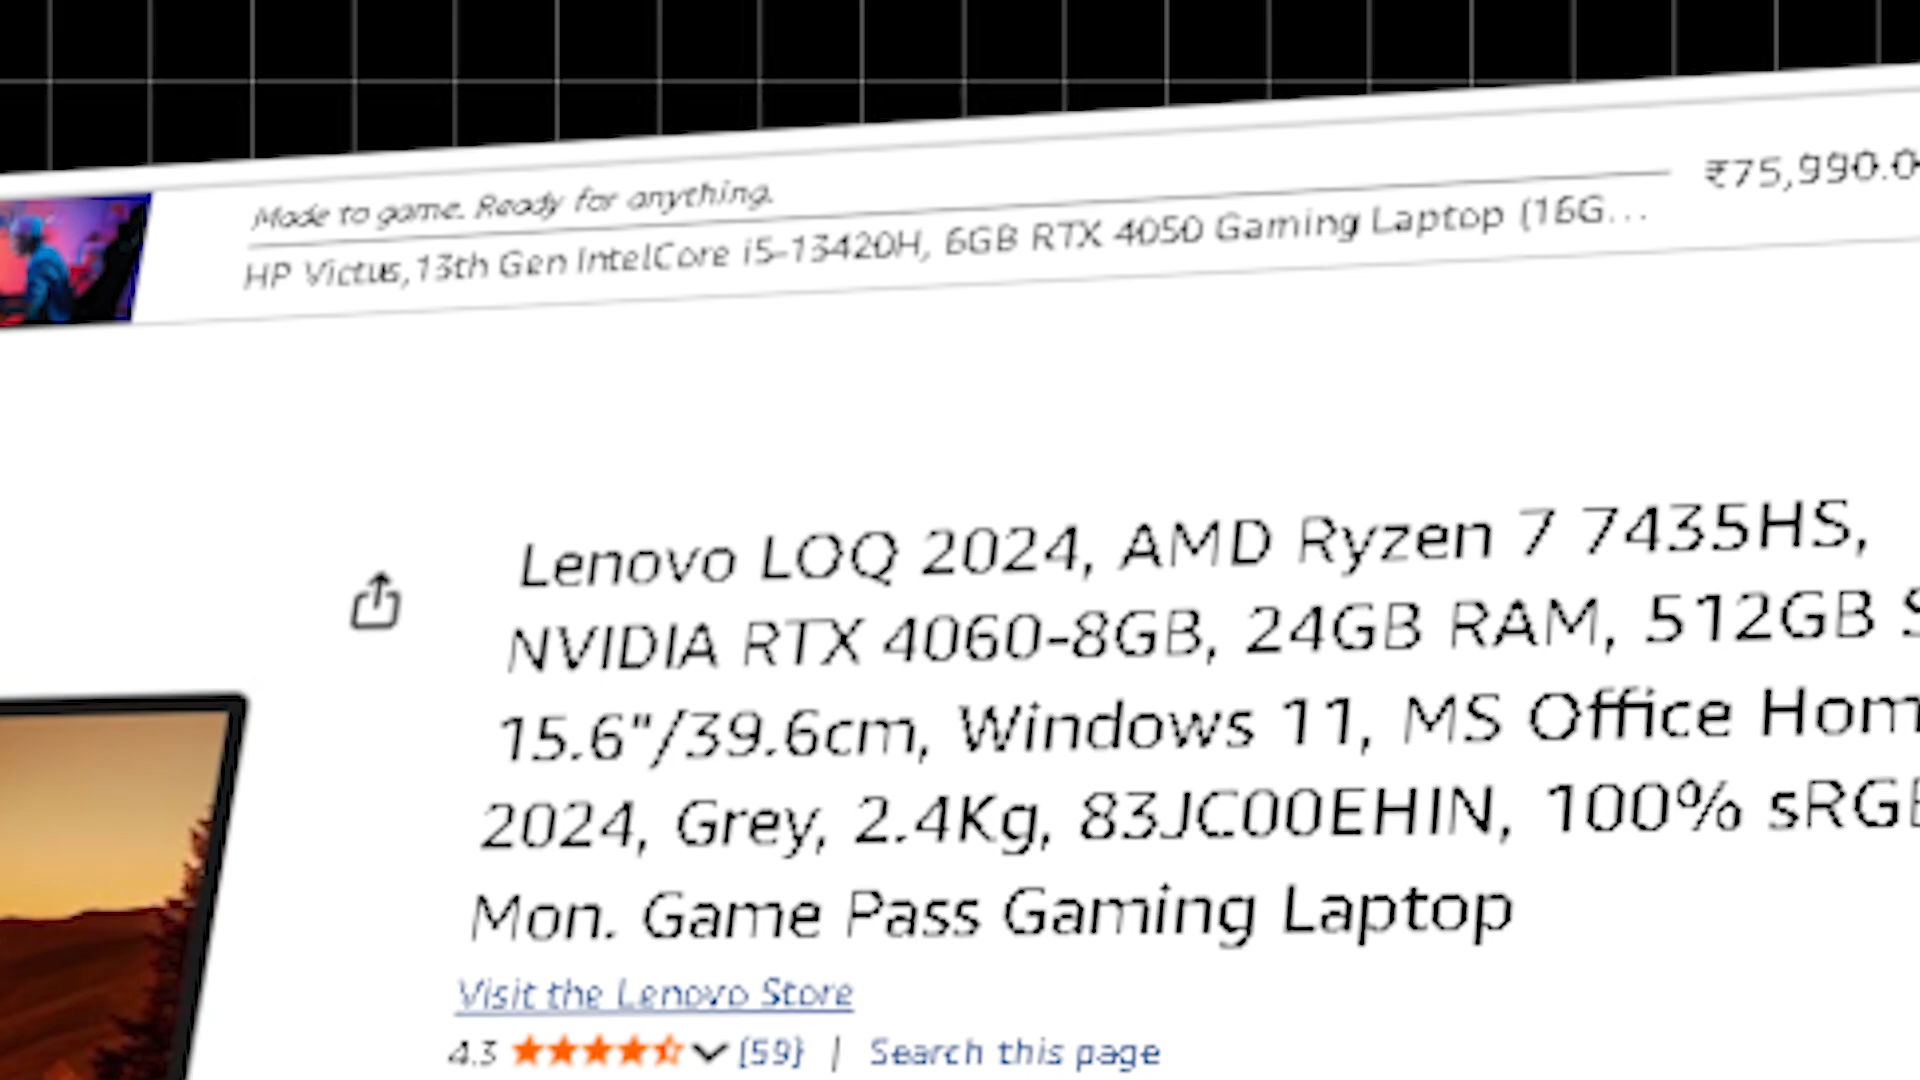 Made to game. Ready for anything.
HP Victus,13th Gen IntelCore i5-13420H, 6GB RTX 4050 Gaming Laptop (16G...
₹75,990.0
Lenovo LOQ 2024, AMD Ryzen 7 7435HS,
NVIDIA RTX 4060-8GB, 24GB RAM, 512GB S
15.6"/39.6cm, Windows 11, MS Office Hom
2024, Grey, 2.4Kg, 83JC00EHIN, 100% sRGB
Mon. Game Pass Gaming Laptop
Visit the Lenovo Store
4.3 (59) | Search this page